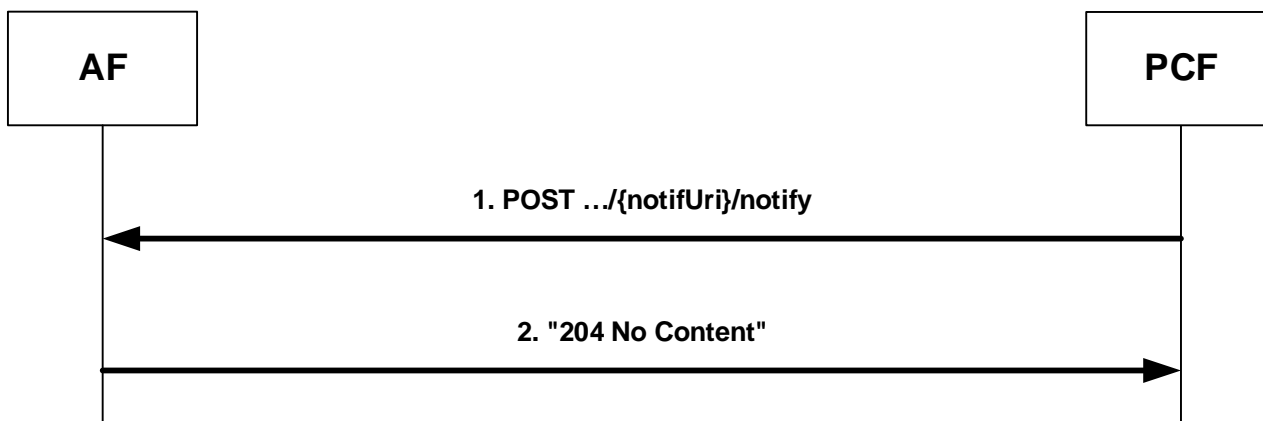 AF
PCF
1. POST …/{notifUri}/notify
2. "204 No Content"